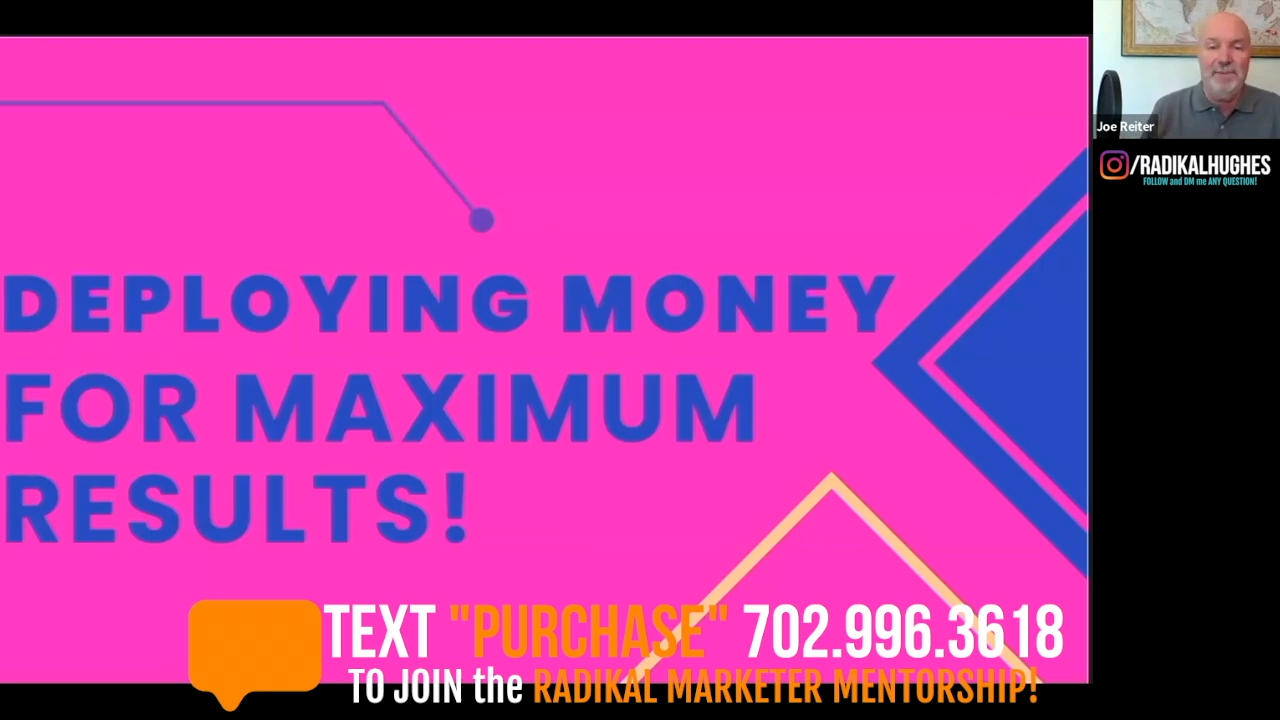 DEPLOYING MONEY
FOR MAXIMUM
RESULTS!
Joe Reiter
/RADIKALHUGHES
FOLLOW and DM me ANY QUESTION!
TEXT "PURCHASE" 702.996.3618
TO JOIN the RADIKAL MARKETER MENTORSHIP!